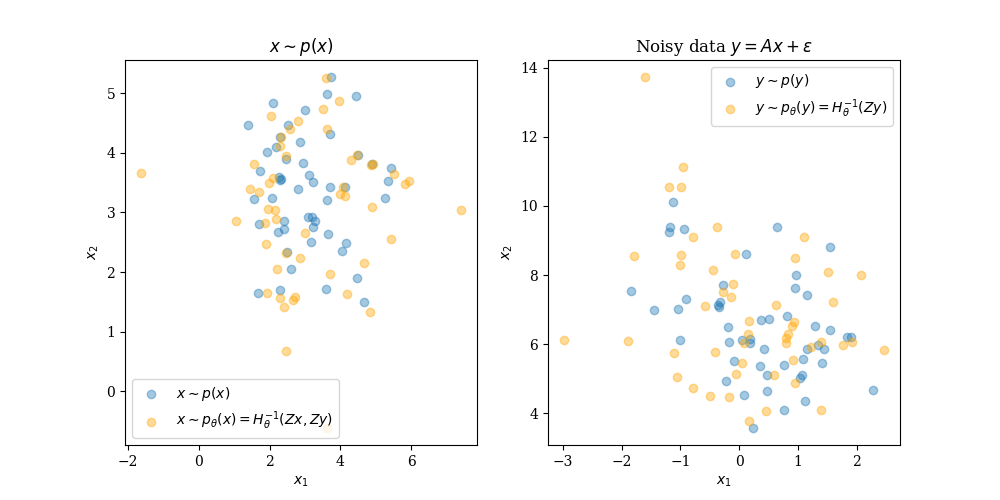 x ~ p(x)
x₂
5
4
3
2
1
0
x ~ p(x)
x ~ p_θ(x) = H_θ^{-1}(Zx, Zy)
−2 0 2 4 6
x₁
Noisy data y = Ax + ε
x₂
14
12
10
8
6
4
y ~ p(y)
y ~ p_θ(y) = H_θ^{-1}(Zy)
−3 −2 −1 0 1 2
x₁